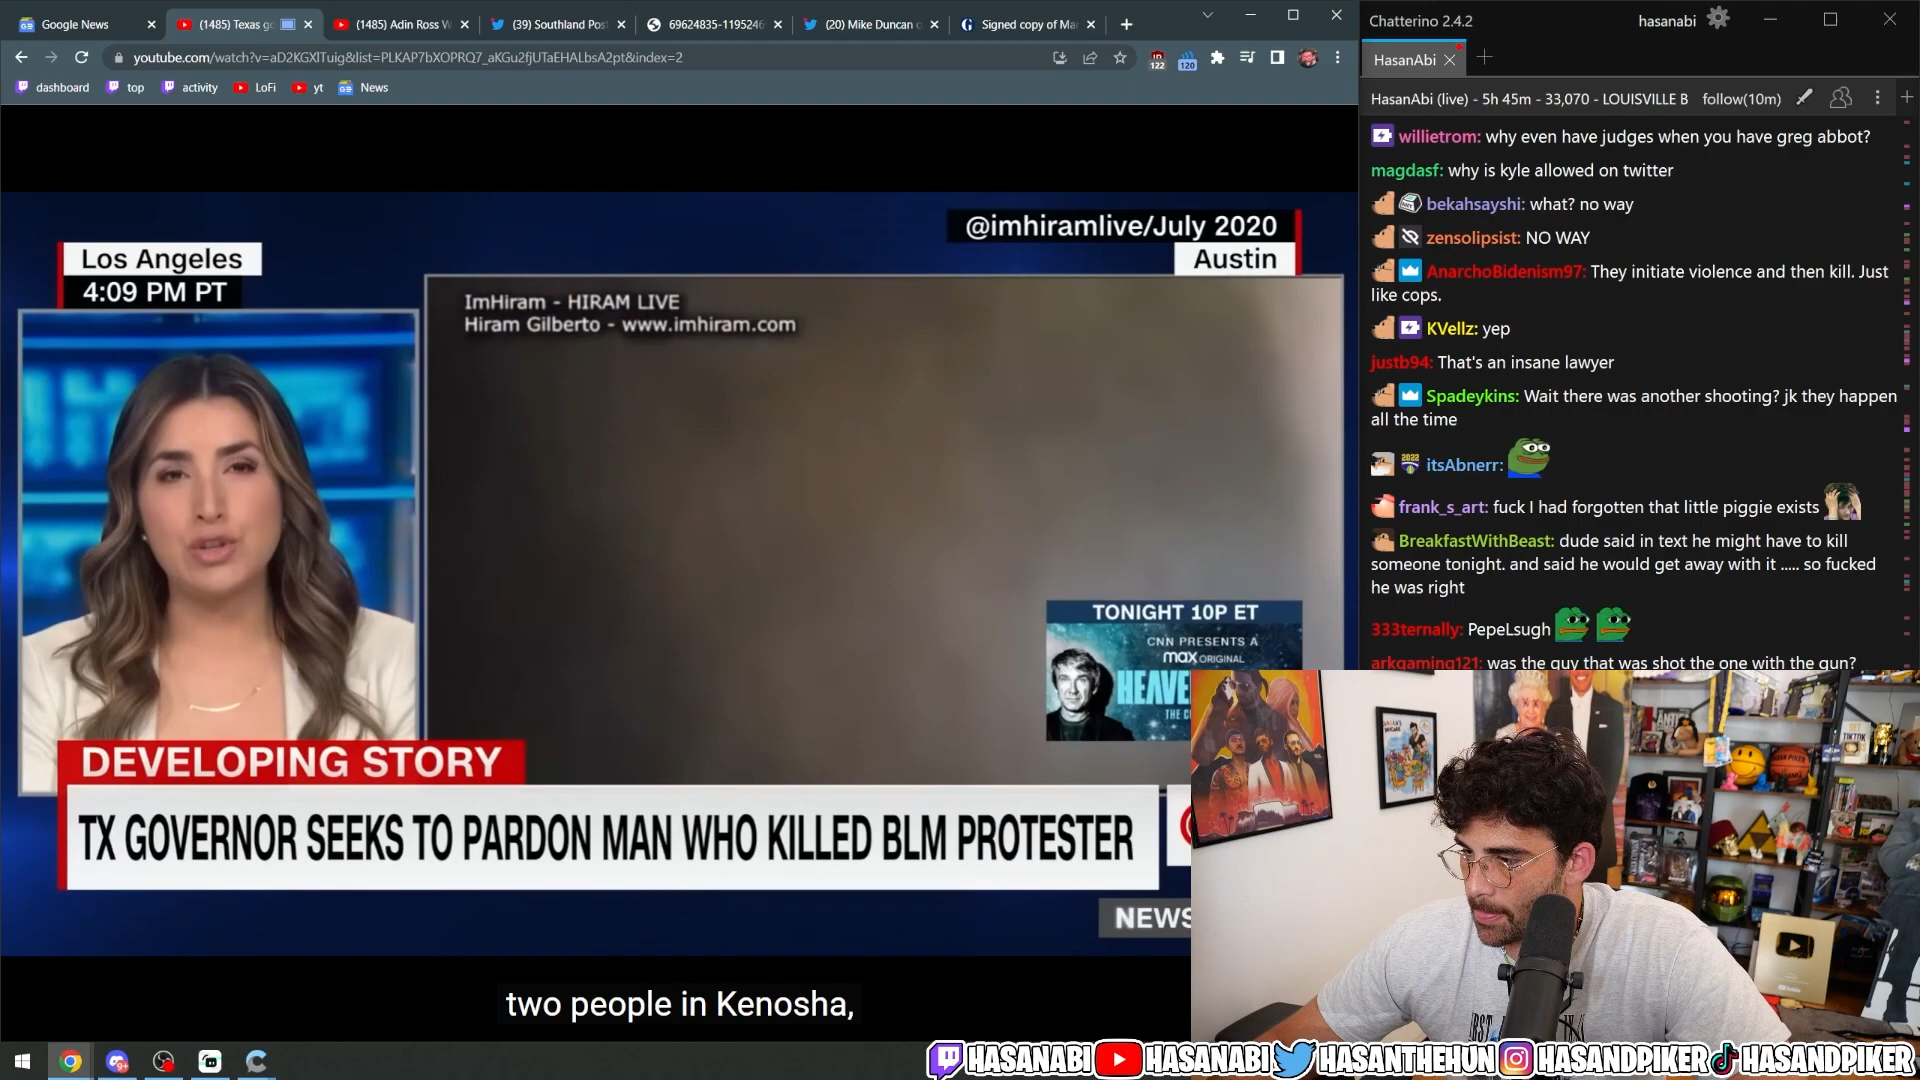 Google News
(1485) Texas go
(1485) Adin Ross W
(39) Southland Post
69624835-1195246
(20) Mike Duncan o
Signed copy of Ma
youtube.com/watch?v=aD2KGXlTuig&list=PLKAP7bXOPRQ7_aKGu2fjUTaEHALbsA2pt&index=2
122
120
dashboard
top
activity
LoFi
yt
News
@imhiramlive/July 2020
Austin
Los Angeles
4:09 PM PT
ImHiram - HIRAM LIVE
Hiram Gilberto - www.imhiram.com
TONIGHT 10P ET
CNN PRESENTS A
max ORIGINAL
HEAVE
THE C
DEVELOPING STORY
TX GOVERNOR SEEKS TO PARDON MAN WHO KILLED BLM PROTESTER
NEWS
two people in Kenosha,
Chatterino 2.4.2
hasanabi
HasanAbi
HasanAbi (live) - 5h 45m - 33,070 - LOUISVILLE B
follow(10m)
willietrom: why even have judges when you have greg abbot?
magdasf: why is kyle allowed on twitter
bekahsayshi: what? no way
zensolipsist: NO WAY
AnarchoBidenism97: They initiate violence and then kill. Just
like cops.
KVellz: yep
justb94: That's an insane lawyer
Spadeykins: Wait there was another shooting? jk they happen
all the time
2022
itsAbnerr:
frank_s_art: fuck I had forgotten that little piggie exists
BreakfastWithBeast: dude said in text he might have to kill
someone tonight. and said he would get away with it ..... so fucked
he was right
333ternally: PepeLsugh
arkgaming121: was the guy that was shot the one with the gun?
HASANABI
HASANABI
HASANTHEHUN
HASANDPIKER
HASANDPIKER